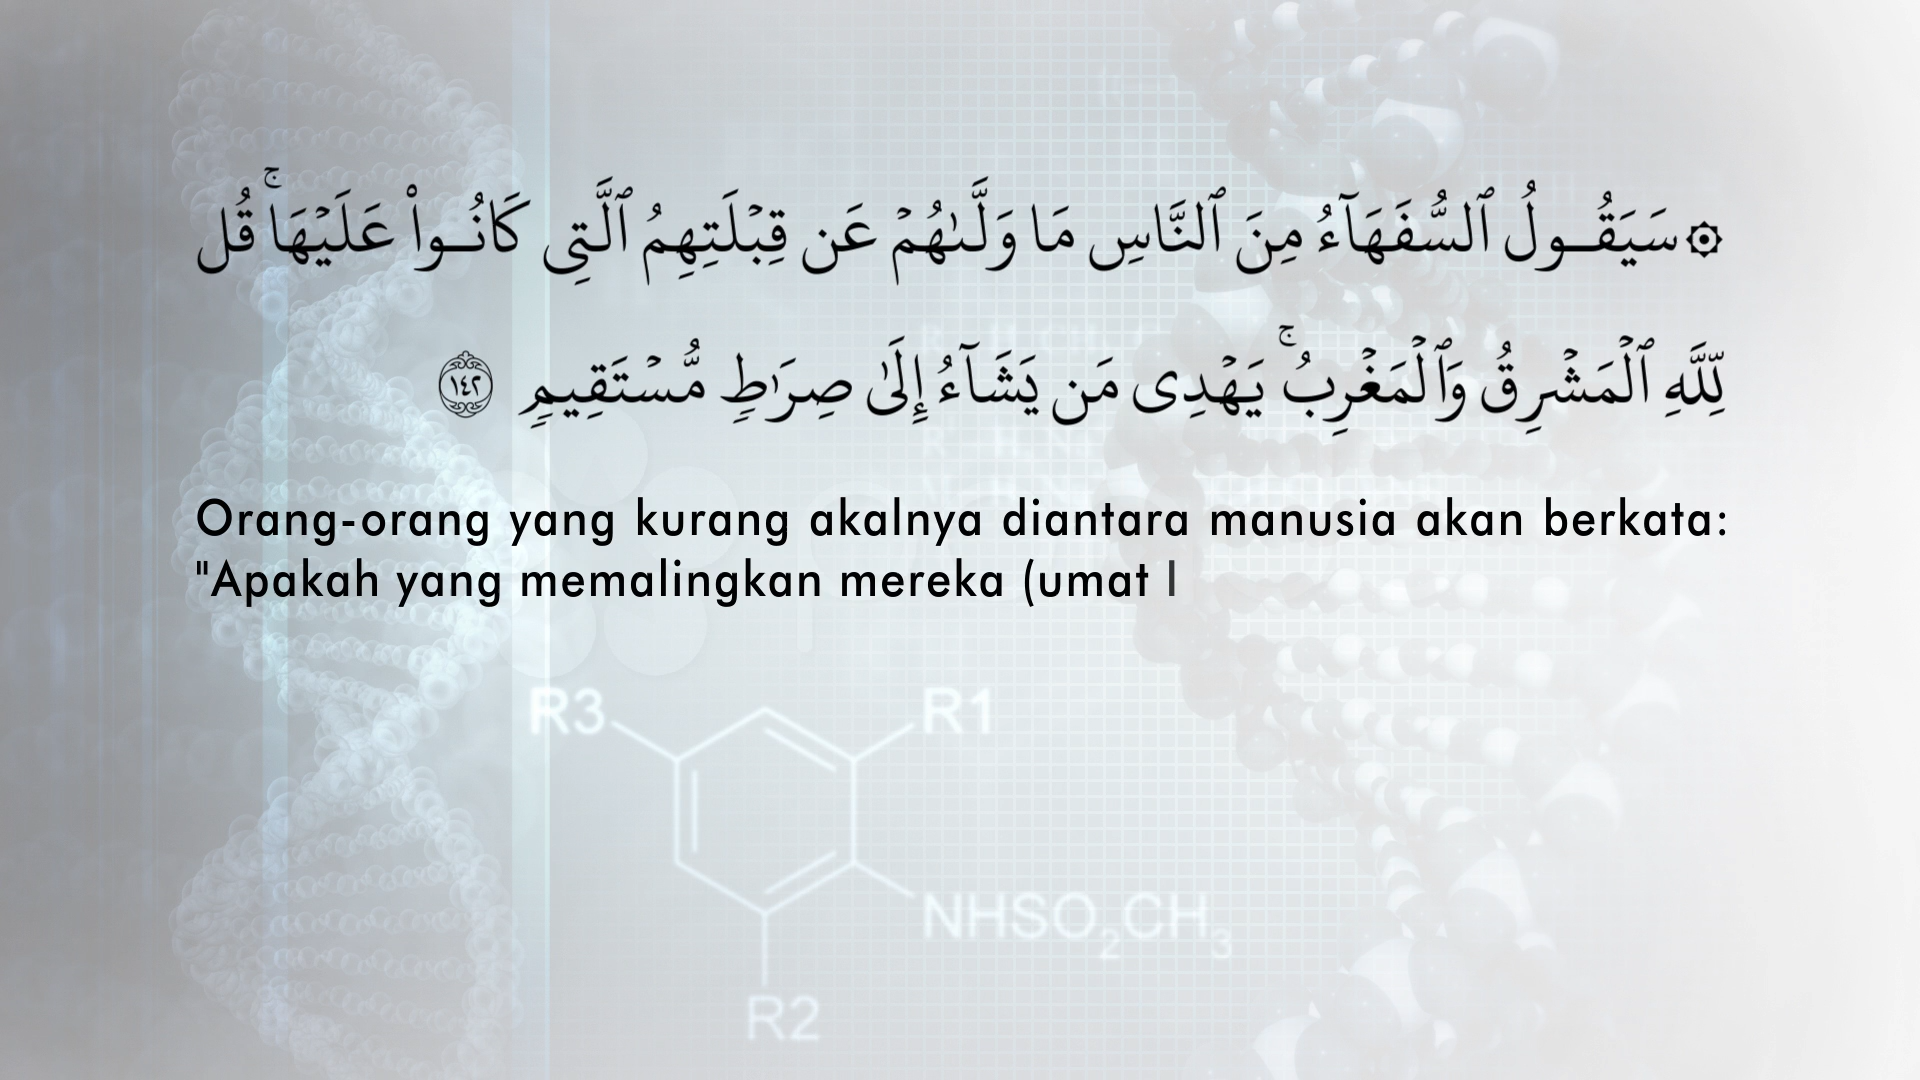 ۞ سَيَقُولُ ٱلسُّفَهَآءُ مِنَ ٱلنَّاسِ مَا وَلَّىٰهُمْ عَن قِبْلَتِهِمُ ٱلَّتِى كَانُوا۟ عَلَيْهَا ۚ قُل
لِّلَّهِ ٱلْمَشْرِقُ وَٱلْمَغْرِبُ ۚ يَهْدِى مَن يَشَآءُ إِلَىٰ صِرَٰطٍ مُّسْتَقِيمٍ ١٤٢
Orang-orang yang kurang akalnya diantara manusia akan berkata:
"Apakah yang memalingkan mereka (umat I
R3
R1
NHSO₂CH₃
R2